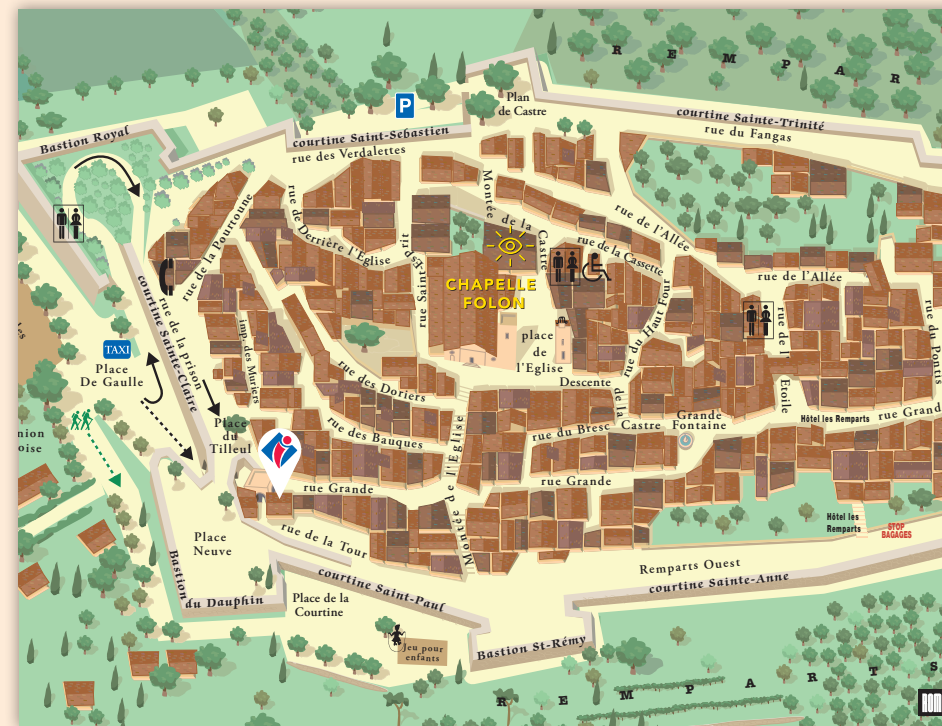 R E M P A R
P
Plan
de Castre
courtine Sainte-Trinité
rue du Fangas
Bastion Royal
courtine Saint-Sébastien
rue des Verdalettes
rue de la Pourtoune
rue de Derrière l'Eglise
rue Saint-Esprit
Montée de la Castre
rue de l'Allée
rue de la Cassette
CHAPELLE
FOLON
rue de l'Allée
rue du Haut Four
rue de l'Etoile
rue du Pontis
courtine Sainte-Claire
rue de la Prison
imp. des Muriers
place
de
l'Eglise
TAXI
Place
De Gaulle
rue des Doriers
Descente
de la
Castre
Grande
Fontaine
Hôtel les Remparts
rue Grand
Place
du
Tilleul
rue des Bauques
rue du Bresc
nion
oise
Montée de l'Eglise
rue Grande
rue Grande
Hôtel les
Remparts
STOP
BAGAGES
Place
Neuve
rue de la Tour
Remparts Ouest
courtine Sainte-Anne
Bastion
du Dauphin
courtine Saint-Paul
Place de la
Courtine
Jeu pour
enfants
Bastion St-Rémy
R E M P A R T S